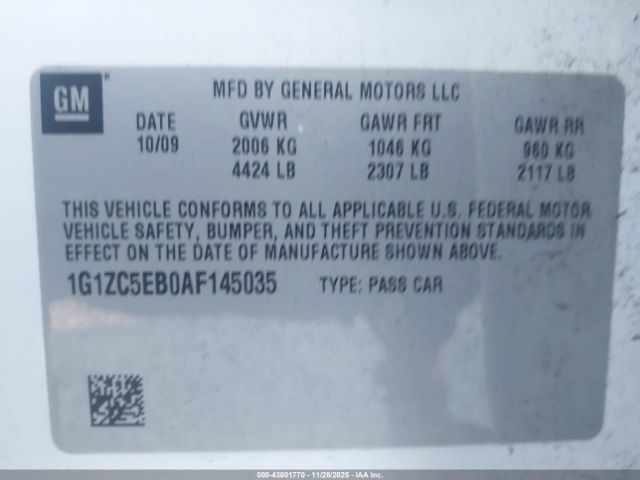 GM
MFD BY GENERAL MOTORS LLC
DATE GVWR GAWR FRT GAWR RR
10/09 2006 KG 1046 KG 960 KG
4424 LB 2307 LB 2117 LB
THIS VEHICLE CONFORMS TO ALL APPLICABLE U.S. FEDERAL MOTOR
VEHICLE SAFETY, BUMPER, AND THEFT PREVENTION STANDARDS IN
EFFECT ON THE DATE OF MANUFACTURE SHOWN ABOVE.
1G1ZC5EB0AF145035 TYPE: PASS CAR
000-43801770 - 11/28/2025 - IAA Inc.